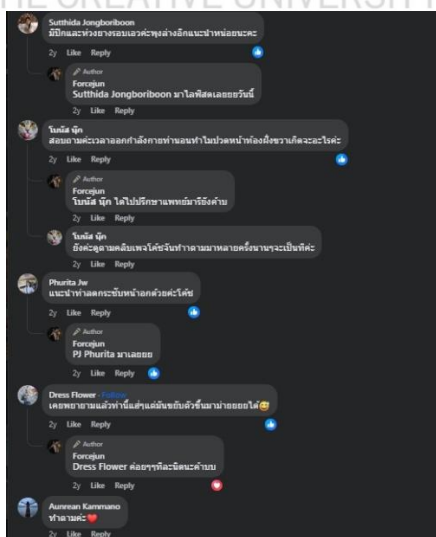 THE CREATIVE UNIVERSITY
Sutthida Jongboriboon
มีปีกและห่วงยางรอบเอวค่ะพุงล่างอีกแนะนำหน่อยนะคะ
2y Like Reply
Author
Forcejun
Sutthida Jongboriboon มาไลฟ์สดเลยยยวันนี้
2y Like Reply
โบนัส นุ๊ก
สอบถามค่ะเวลาออกกำลังกายท่านอนทำไมปวดหน้าท้องฝั่งขวาเกิดจะอะไรค่ะ
2y Like Reply
Author
Forcejun
โบนัส นุ๊ก ได้ไปปรึกษาแพทย์มารึยังค้าบ
2y Like Reply
โบนัส นุ๊ก
ยังค่ะดูตามคลิบเพจโค้ชจันทำาตามมาหลายครั้งนานๆจะเป็นทีค่ะ
2y Like Reply
Phurita Jw
แนะนำท่าลดกระชับหน้าอกด้วยค่ะโค้ช
2y Like Reply
Author
Forcejun
PJ Phurita มาเลยยย
2y Like Reply
Dress Flower · Follow
เคยพยายามแล้วท่านี้แฮ่ๆแต่มันขยับตัวขึ้นมาม่ายยยยได้😅
2y Like Reply
Author
Forcejun
Dress Flower ค่อยๆๆทีละนิดนะค้าบบ
2y Like Reply
Aunrean Kammano
ทำตามค่ะ❤️
2y Like Reply